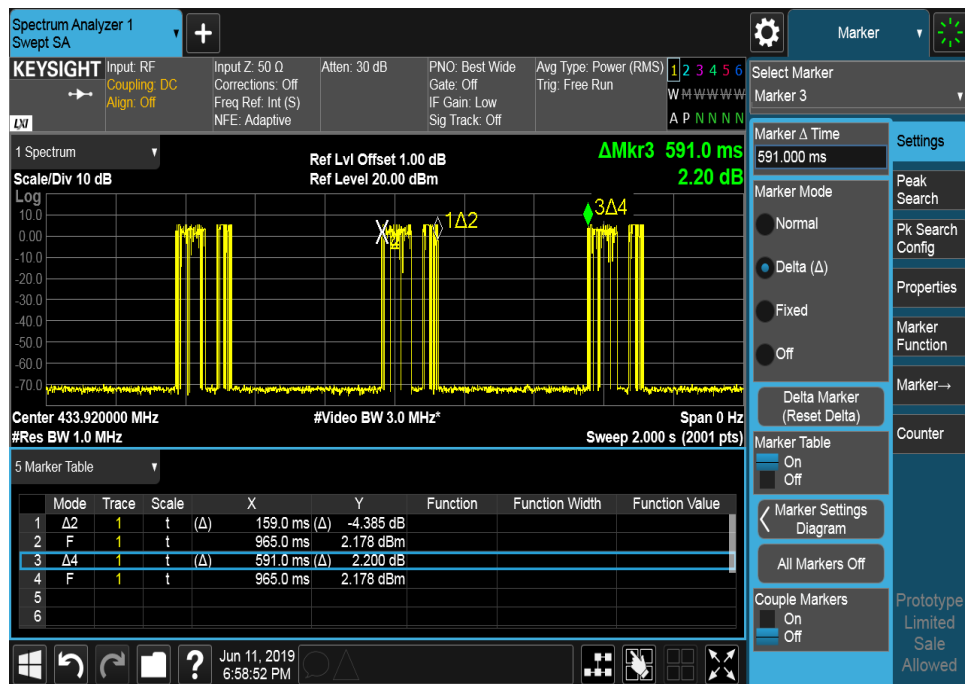 Spectrum Analyzer 1
Swept SA
+
Marker
KEYSIGHT
Input: RF
Coupling: DC
Align: Off
LXI
Input Z: 50 Ω
Corrections: Off
Freq Ref: Int (S)
NFE: Adaptive
Atten: 30 dB
PNO: Best Wide
Gate: Off
IF Gain: Low
Sig Track: Off
Avg Type: Power (RMS)
Trig: Free Run
1 2 3 4 5 6
W M W W W W
A P N N N N
Select Marker
Marker 3
1 Spectrum
Scale/Div 10 dB
Ref Lvl Offset 1.00 dB
Ref Level 20.00 dBm
ΔMkr3 591.0 ms
2.20 dB
Log
10.0
0.00
-10.0
-20.0
-30.0
-40.0
-50.0
-60.0
-70.0
1Δ2
3Δ4
Center 433.920000 MHz
#Res BW 1.0 MHz
#Video BW 3.0 MHz*
Span 0 Hz
Sweep 2.000 s (2001 pts)
5 Marker Table
Mode Trace Scale X Y Function Function Width Function Value
1 Δ2 1 t (Δ) 159.0 ms (Δ) -4.385 dB
2 F 1 t 965.0 ms 2.178 dBm
3 Δ4 1 t (Δ) 591.0 ms (Δ) 2.200 dB
4 F 1 t 965.0 ms 2.178 dBm
5
6
Marker Δ Time
591.000 ms
Marker Mode
Normal
Delta (Δ)
Fixed
Off
Delta Marker
(Reset Delta)
Marker Table
On
Off
Marker Settings
Diagram
All Markers Off
Couple Markers
On
Off
Settings
Peak
Search
Pk Search
Config
Properties
Marker
Function
Marker→
Counter
Prototype
Limited
Sale
Allowed
?
Jun 11, 2019
6:58:52 PM